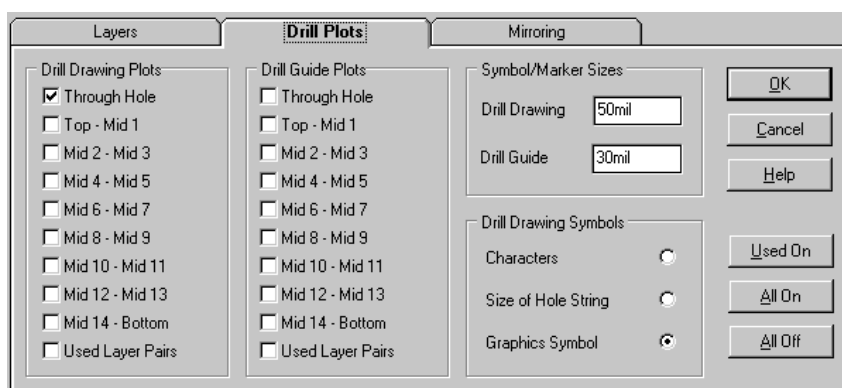 Layers
Drill Plots
Mirroring
Drill Drawing Plots
Through Hole
Top - Mid 1
Mid 2 - Mid 3
Mid 4 - Mid 5
Mid 6 - Mid 7
Mid 8 - Mid 9
Mid 10 - Mid 11
Mid 12 - Mid 13
Mid 14 - Bottom
Used Layer Pairs
Drill Guide Plots
Through Hole
Top - Mid 1
Mid 2 - Mid 3
Mid 4 - Mid 5
Mid 6 - Mid 7
Mid 8 - Mid 9
Mid 10 - Mid 11
Mid 12 - Mid 13
Mid 14 - Bottom
Used Layer Pairs
Symbol/Marker Sizes
Drill Drawing 50mil
Drill Guide 30mil
Drill Drawing Symbols
Characters
Size of Hole String
Graphics Symbol
OK
Cancel
Help
Used On
All On
All Off